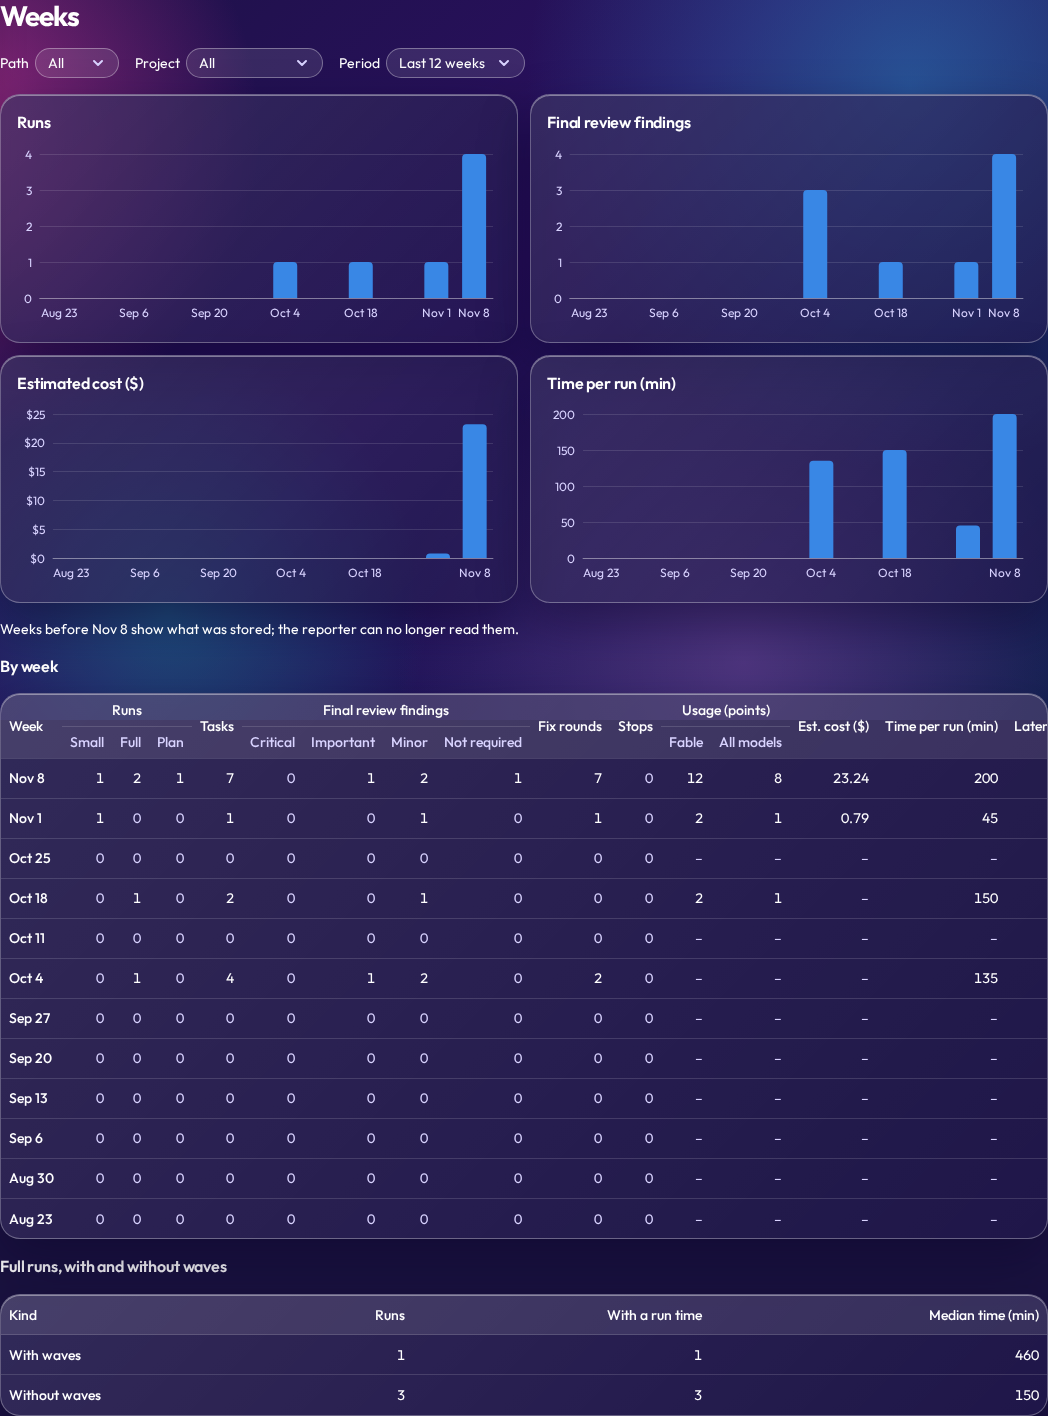 Weeks
Path All Project All Period Last 12 weeks
Runs
4
3
2
1
0
Aug 23 Sep 6 Sep 20 Oct 4 Oct 18 Nov 1 Nov 8
Final review findings
4
3
2
1
0
Aug 23 Sep 6 Sep 20 Oct 4 Oct 18 Nov 1 Nov 8
Estimated cost ($)
$25
$20
$15
$10
$5
$0
Aug 23 Sep 6 Sep 20 Oct 4 Oct 18 Nov 8
Time per run (min)
200
150
100
50
0
Aug 23 Sep 6 Sep 20 Oct 4 Oct 18 Nov 8
Weeks before Nov 8 show what was stored; the reporter can no longer read them.
By week
Runs Final review findings Usage (points)
Week Tasks Fix rounds Stops Est. cost ($) Time per run (min) Later
Small Full Plan Critical Important Minor Not required Fable All models
Nov 8 1 2 1 7 0 1 2 1 7 0 12 8 23.24 200
Nov 1 1 0 0 1 0 0 1 0 1 0 2 1 0.79 45
Oct 25 0 0 0 0 0 0 0 0 0 0 – – – –
Oct 18 0 1 0 2 0 0 1 0 0 0 2 1 – 150
Oct 11 0 0 0 0 0 0 0 0 0 0 – – – –
Oct 4 0 1 0 4 0 1 2 0 2 0 – – – 135
Sep 27 0 0 0 0 0 0 0 0 0 0 – – – –
Sep 20 0 0 0 0 0 0 0 0 0 0 – – – –
Sep 13 0 0 0 0 0 0 0 0 0 0 – – – –
Sep 6 0 0 0 0 0 0 0 0 0 0 – – – –
Aug 30 0 0 0 0 0 0 0 0 0 0 – – – –
Aug 23 0 0 0 0 0 0 0 0 0 0 – – – –
Full runs, with and without waves
Kind Runs With a run time Median time (min)
With waves 1 1 460
Without waves 3 3 150